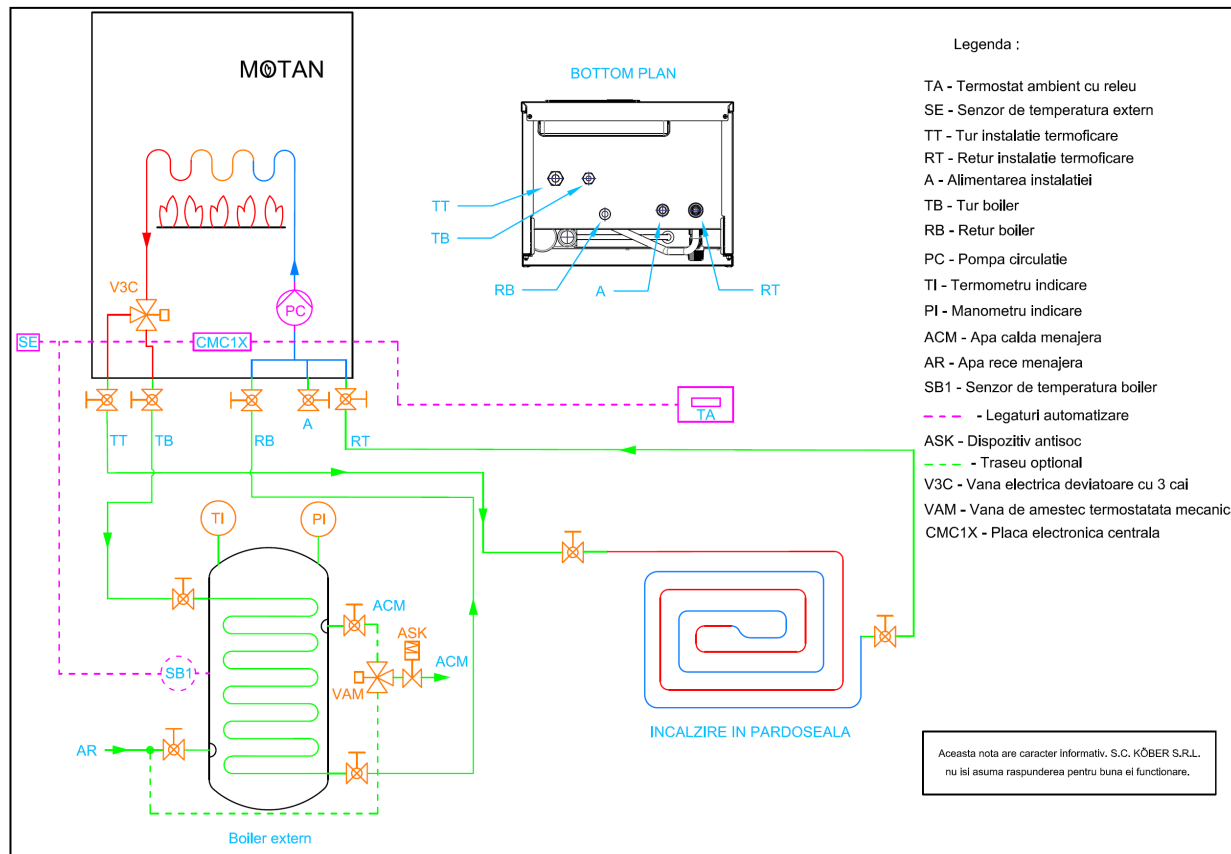 MOTAN
BOTTOM PLAN
TT
TB
RB
A
RT
V3C
PC
SE
CMC1X
TA
TT
TB
RB
A
RT
TI
PI
ACM
ASK
ACM
SB1
VAM
AR
Boiler extern
INCALZIRE IN PARDOSEALA
Legenda :
TA - Termostat ambient cu releu
SE - Senzor de temperatura extern
TT - Tur instalatie termoficare
RT - Retur instalatie termoficare
A - Alimentarea instalatiei
TB - Tur boiler
RB - Retur boiler
PC - Pompa circulatie
TI - Termometru indicare
PI - Manometru indicare
ACM - Apa calda menajera
AR - Apa rece menajera
SB1 - Senzor de temperatura boiler
- Legaturi automatizare
ASK - Dispozitiv antisoc
- Traseu optional
V3C - Vana electrica deviatoare cu 3 cai
VAM - Vana de amestec termostatata mecanic
CMC1X - Placa electronica centrala
Aceasta nota are caracter informativ. S.C. KÖBER S.R.L.
nu isi asuma raspunderea pentru buna ei functionare.